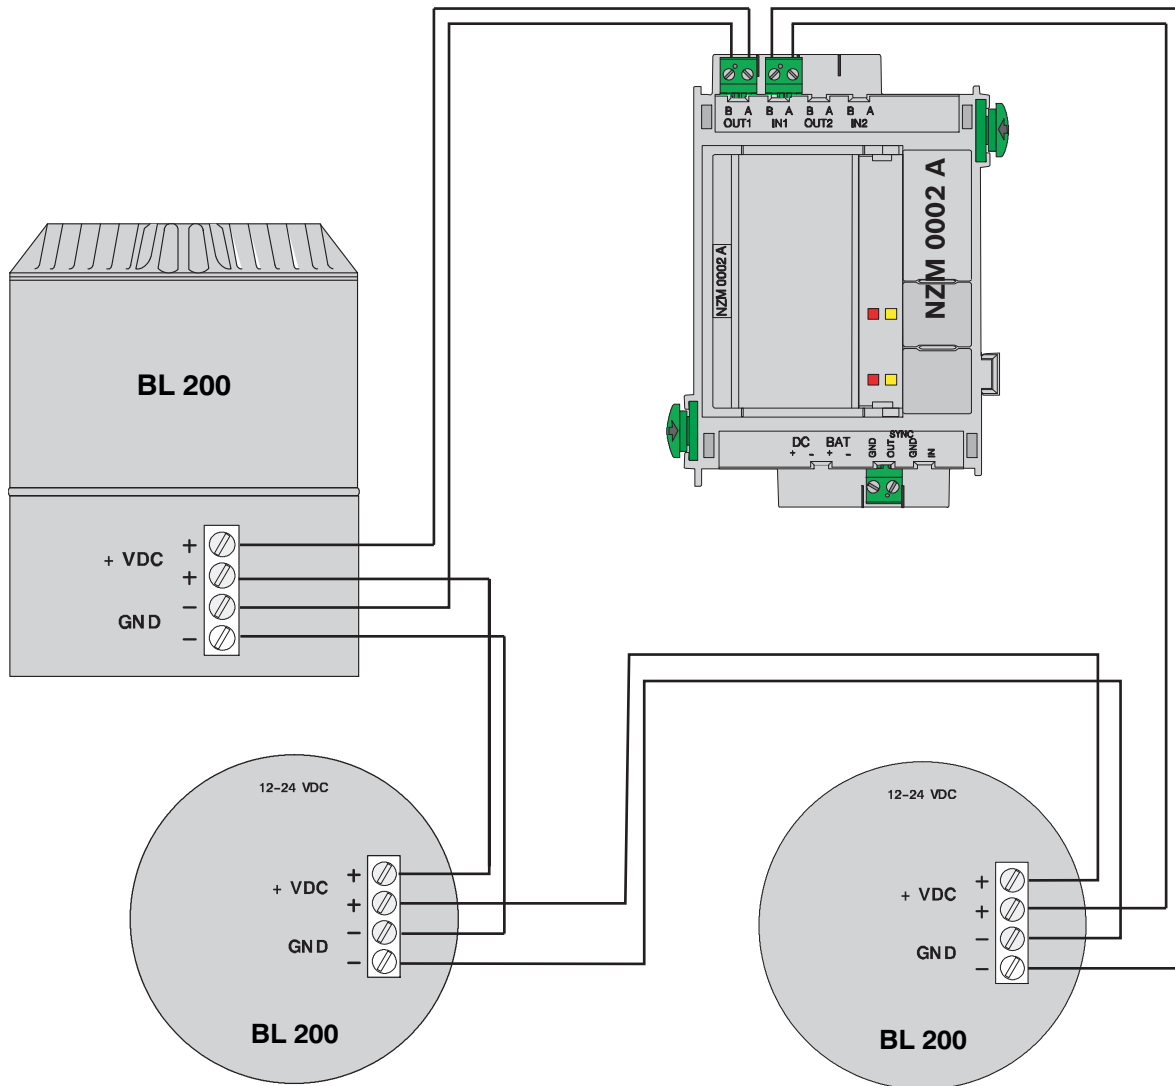 B A B A B A B A
OUT1 IN1 OUT2 IN2
NZM 0002 A
NZM 0002 A
BL 200
DC BAT
+ - + -
GND OUT SYNC GND IN
+
+ VDC
+
-
GND
-
12-24 VDC
+
+ VDC
+
-
GND
-
BL 200
12-24 VDC
+
+ VDC
+
-
GND
-
BL 200